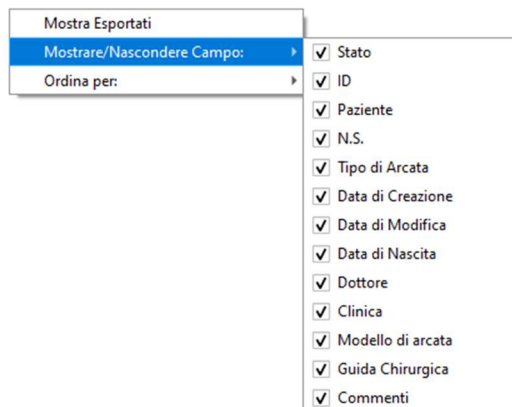 Mostra Esportati
Mostrare/Nascondere Campo:
Ordina per:
Stato
ID
Paziente
N.S.
Tipo di Arcata
Data di Creazione
Data di Modifica
Data di Nascita
Dottore
Clinica
Modello di arcata
Guida Chirurgica
Commenti